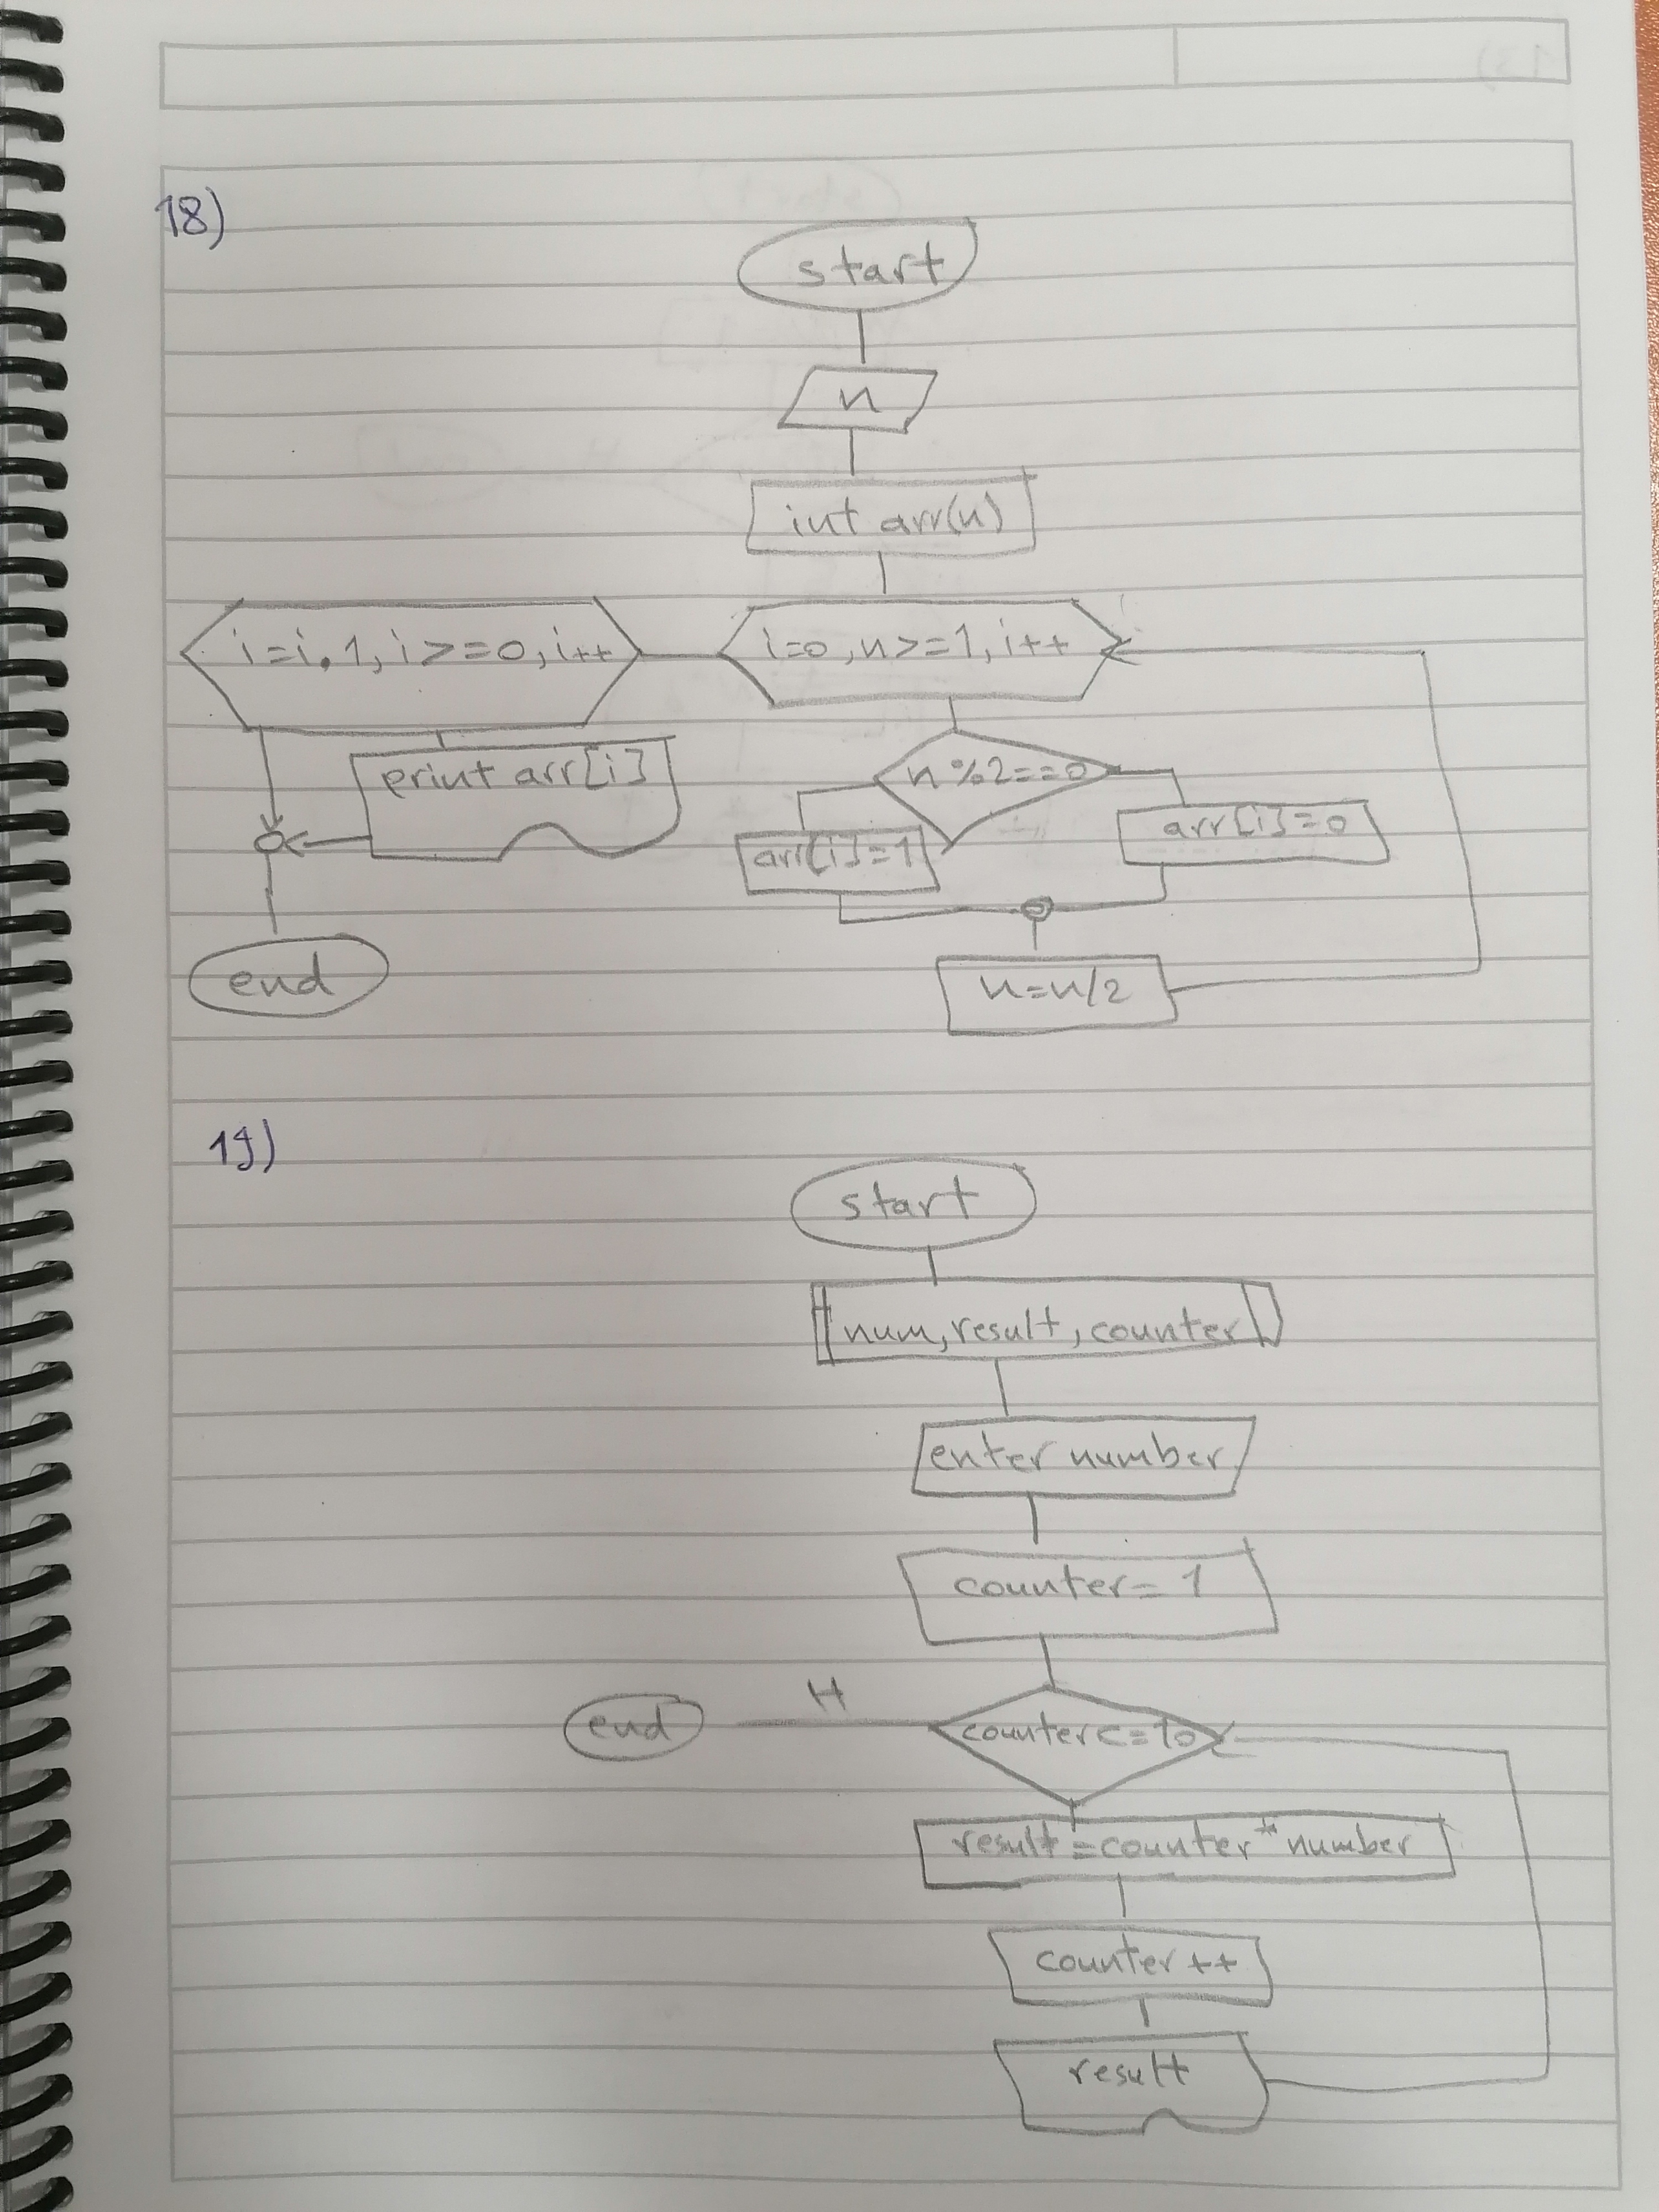 18)
start
n
int arr(n)
i=i.1, i>=0, i++
i=0, n>=1, i++
n%2==0
print arr[i]
arr[i]=1
arr[i]=0
end
n=n/2
19)
start
num, result, counter
enter number
counter=1
end
H
counter<=10
result=counter*number
counter++
result